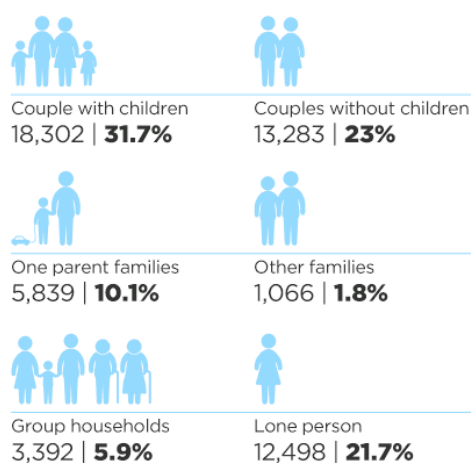 Couple with children
18,302 | 31.7%
Couples without children
13,283 | 23%
One parent families
5,839 | 10.1%
Other families
1,066 | 1.8%
Group households
3,392 | 5.9%
Lone person
12,498 | 21.7%